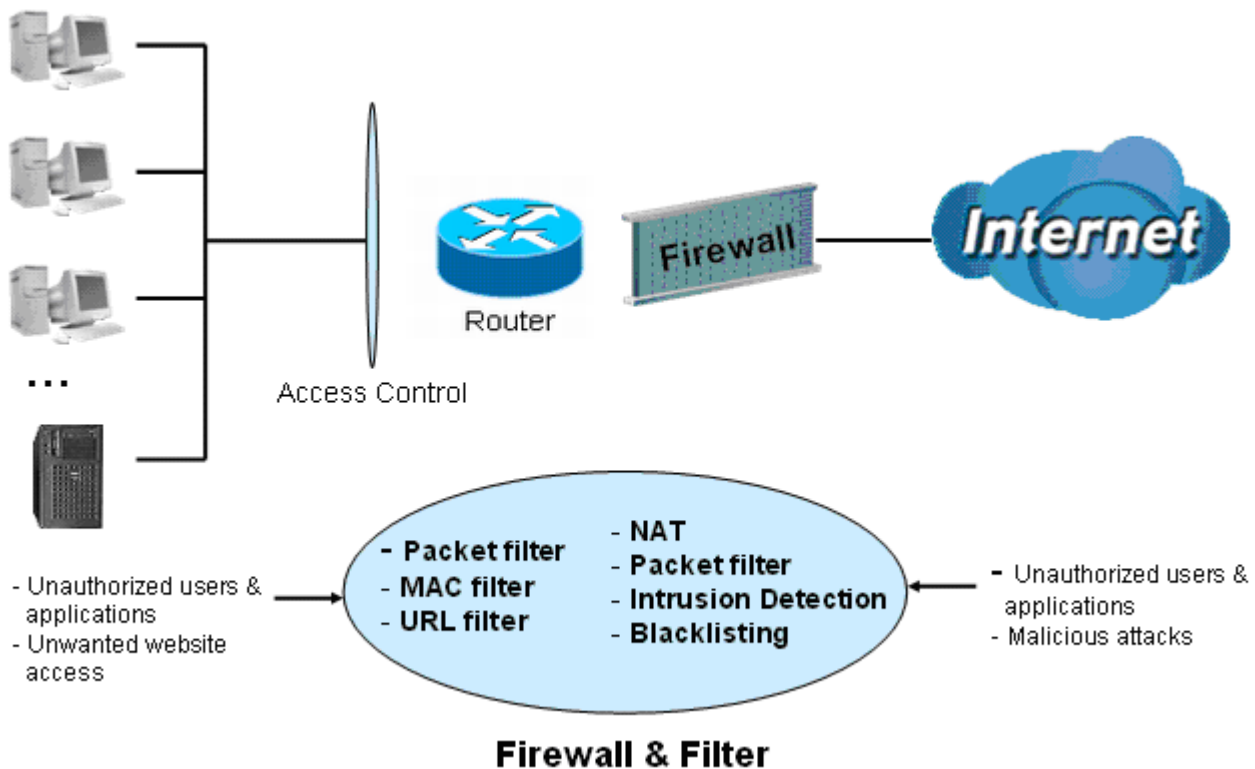 Firewall
Internet
Router
...
Access Control
- Packet filter
- MAC filter
- URL filter
- NAT
- Packet filter
- Intrusion Detection
- Blacklisting
- Unauthorized users &
applications
- Unwanted website
access
- Unauthorized users &
applications
- Malicious attacks
Firewall & Filter